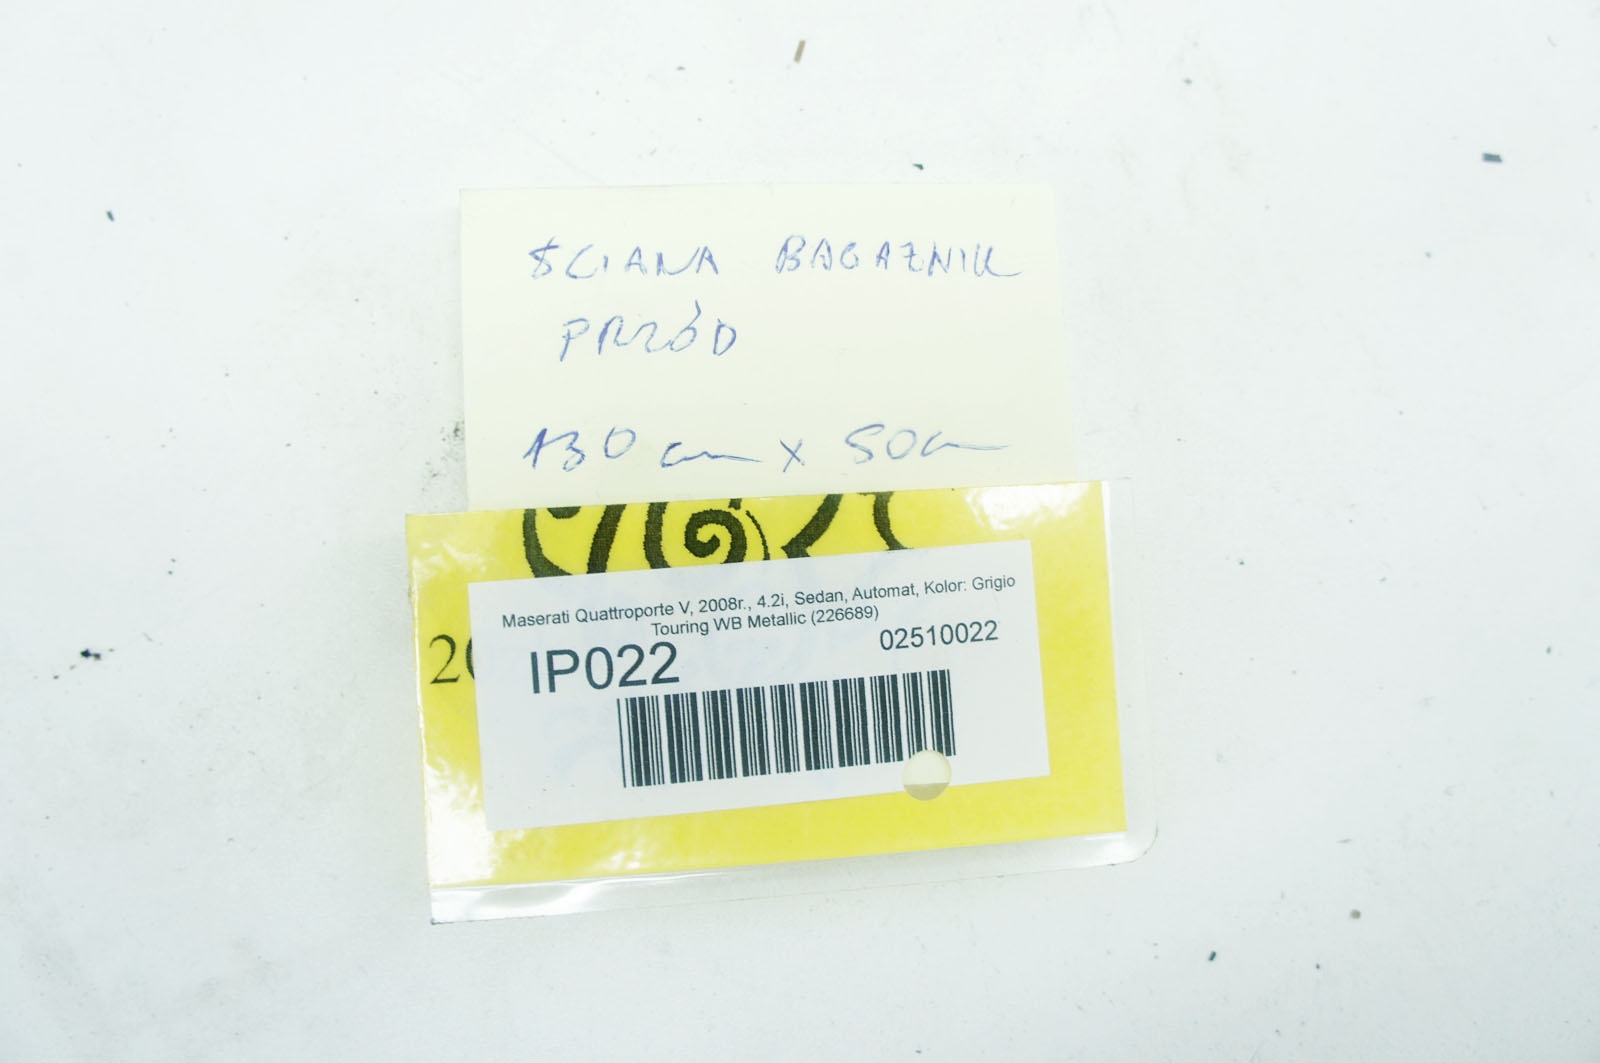 ŚCIANA BAGAŻNIK
PRZÓD
130 cm x 50cm
Maserati Quattroporte V, 2008r., 4.2i, Sedan, Automat, Kolor: Grigio
Touring WB Metallic (226689)
02510022
IP022
20